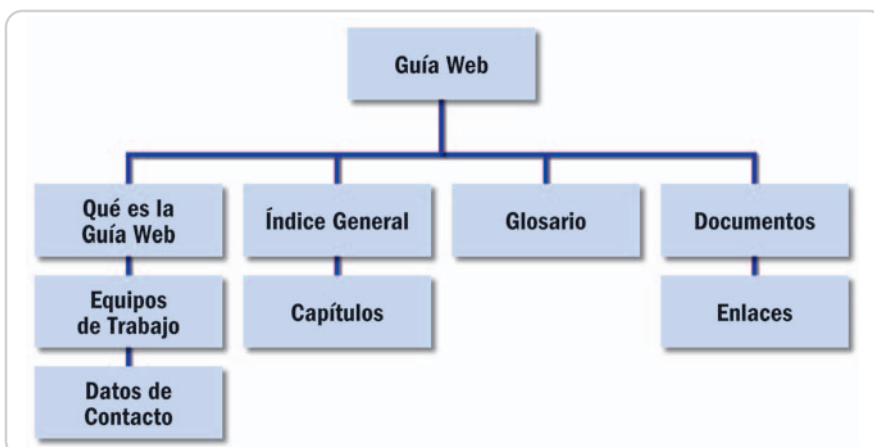 Guía Web
Qué es la
Guía Web
Índice General
Glosario
Documentos
Equipos
de Trabajo
Capítulos
Enlaces
Datos de
Contacto